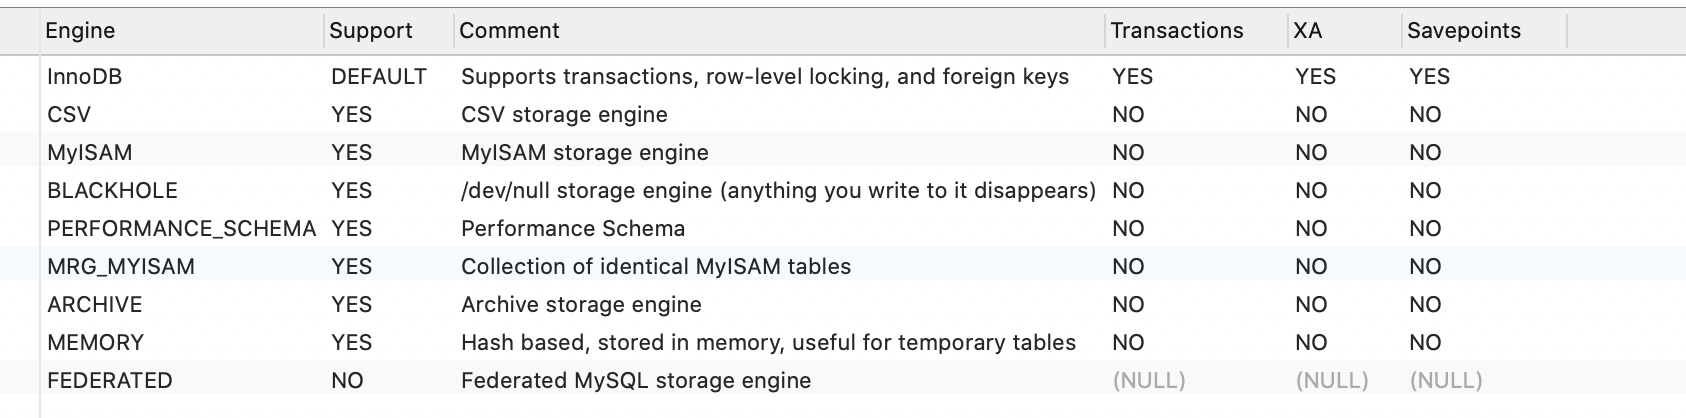 Engine Support Comment Transactions XA Savepoints
InnoDB DEFAULT Supports transactions, row-level locking, and foreign keys YES YES YES
CSV YES CSV storage engine NO NO NO
MyISAM YES MyISAM storage engine NO NO NO
BLACKHOLE YES /dev/null storage engine (anything you write to it disappears) NO NO NO
PERFORMANCE_SCHEMA YES Performance Schema NO NO NO
MRG_MYISAM YES Collection of identical MyISAM tables NO NO NO
ARCHIVE YES Archive storage engine NO NO NO
MEMORY YES Hash based, stored in memory, useful for temporary tables NO NO NO
FEDERATED NO Federated MySQL storage engine (NULL) (NULL) (NULL)